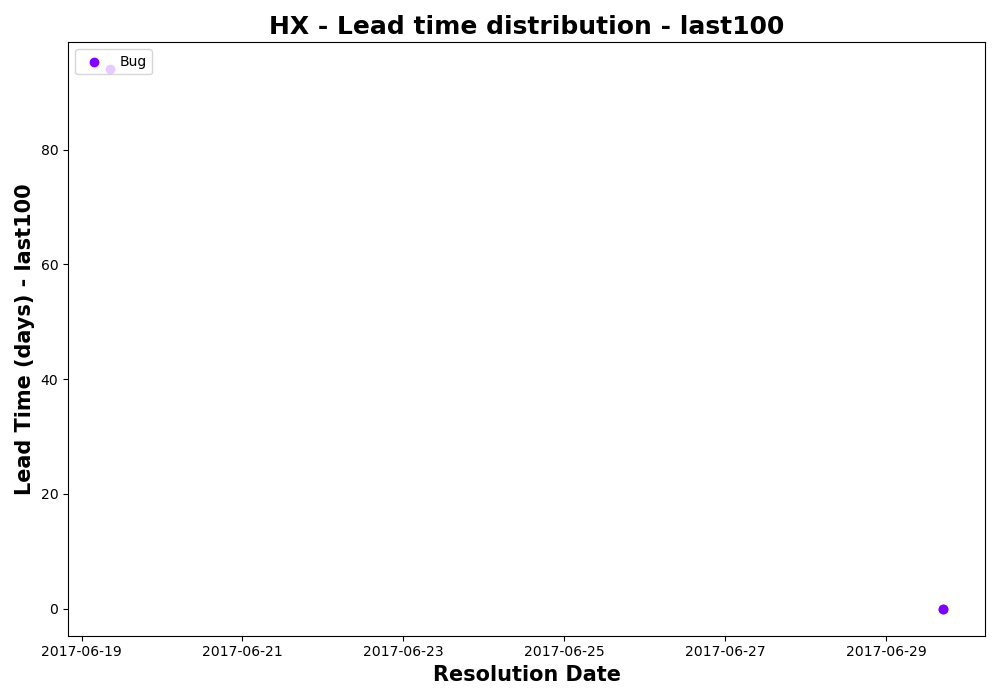 HX - Lead time distribution - last100
Bug
Lead Time (days) - last100
80
60
40
20
0
2017-06-19
2017-06-21
2017-06-23
2017-06-25
2017-06-27
2017-06-29
Resolution Date